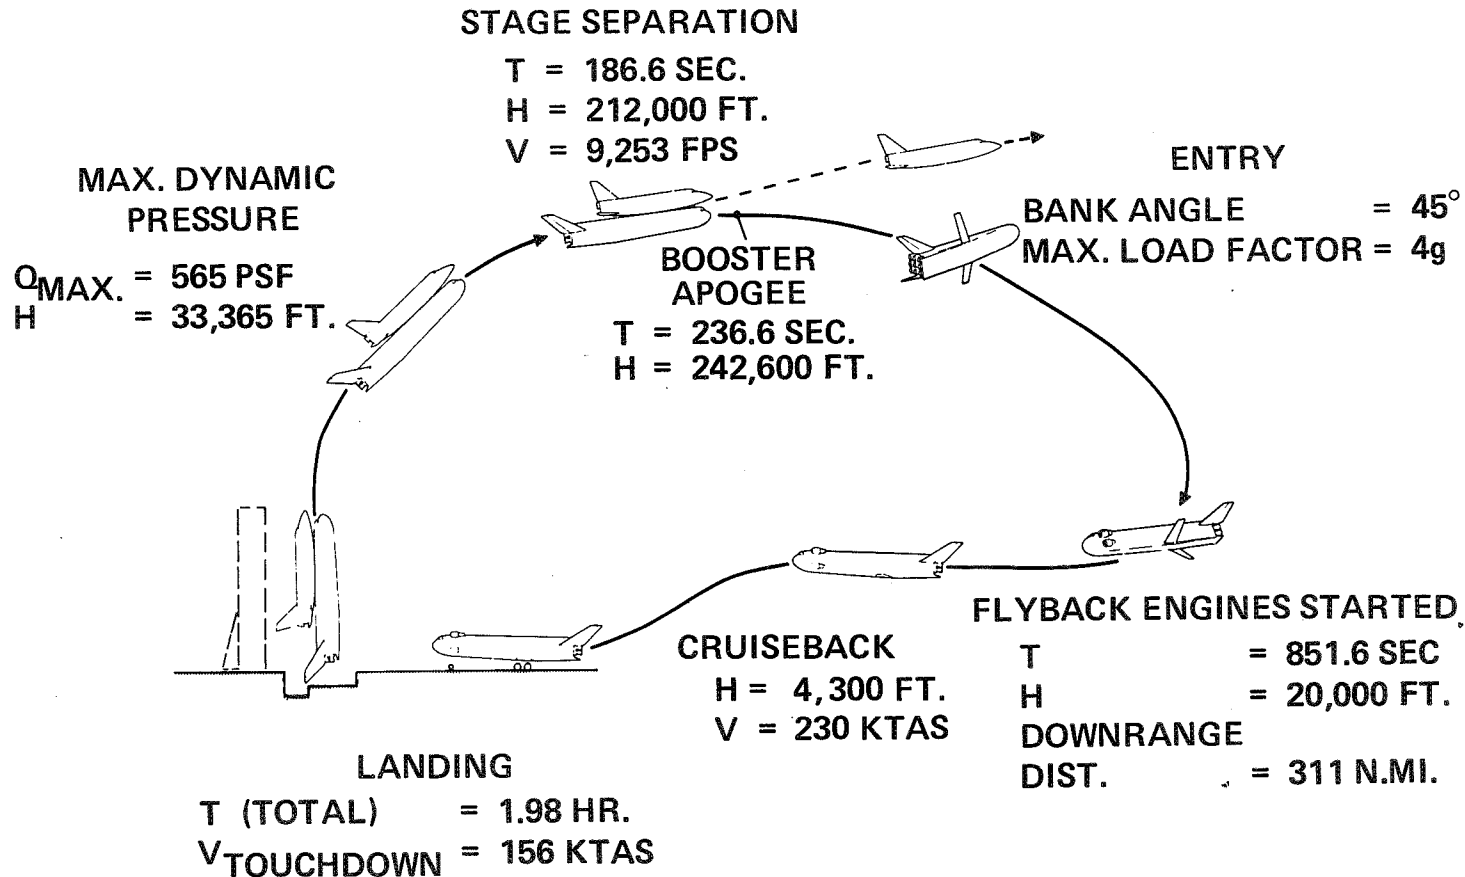 STAGE SEPARATION
T = 186.6 SEC.
H = 212,000 FT.
V = 9,253 FPS
MAX. DYNAMIC
PRESSURE
QMAX. = 565 PSF
H = 33,365 FT.
BOOSTER
APOGEE
T = 236.6 SEC.
H = 242,600 FT.
ENTRY
BANK ANGLE = 45°
MAX. LOAD FACTOR = 4g
FLYBACK ENGINES STARTED
T = 851.6 SEC
H = 20,000 FT.
DOWNRANGE
DIST. = 311 N.MI.
CRUISEBACK
H = 4,300 FT.
V = 230 KTAS
LANDING
T (TOTAL) = 1.98 HR.
VTOUCHDOWN = 156 KTAS